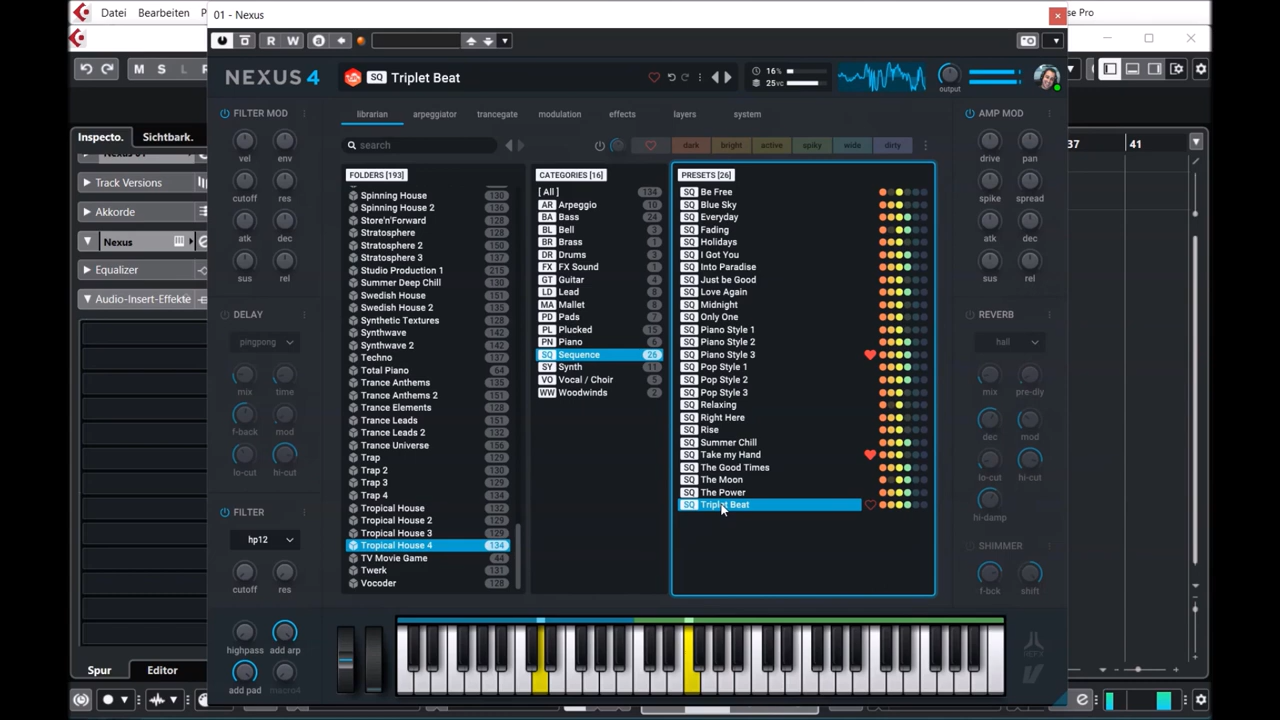 01 - Nexus
Datei
Bearbeiten
se Pro
M S L R
R W a
NEXUS 4
SQ Triplet Beat
16%
25vc
output
librarian arpeggiator trancegate modulation effects layers system
search
dark bright active spiky wide dirty
37
41
Inspecto.
Sichtbark.
Track Versions
Akkorde
Nexus
Equalizer
Audio-Insert-Effekte
Spur
Editor
FILTER MOD
vel env
cutoff res
atk dec
sus rel
DELAY
pingpong
mix time
f-back mod
lo-cut hi-cut
FILTER
hp12
cutoff res
highpass add arp
add pad macro4
FOLDERS [193]
Spinning House 130
Spinning House 2 136
Store'n'Forward 128
Stratosphere 128
Stratosphere 2 150
Stratosphere 3 137
Studio Production 1 215
Summer Deep Chill 130
Swedish House 128
Swedish House 2 128
Synthetic Textures 128
Synthwave 142
Synthwave 2 142
Techno 137
Total Piano 64
Trance Anthems 135
Trance Anthems 2 151
Trance Elements 128
Trance Leads 151
Trance Leads 2 133
Trance Universe 156
Trap 129
Trap 2 130
Trap 3 129
Trap 4 134
Tropical House 132
Tropical House 2 130
Tropical House 3 129
Tropical House 4 134
TV Movie Game 44
Twerk 131
Vocoder 128
CATEGORIES [16]
[ All ] 134
AR Arpeggio 10
BA Bass 24
BE Bell 3
BR Brass 1
DR Drums 3
FX FX Sound 1
GT Guitar 4
LD Lead 8
MA Mallet 8
PD Pads 7
PL Plucked 15
PN Piano 6
SQ Sequence 26
SY Synth 11
VO Vocal / Choir 5
WW Woodwinds 2
PRESETS [26]
SQ Be Free
SQ Blue Sky
SQ Everyday
SQ Fading
SQ Holidays
SQ I Got You
SQ Into Paradise
SQ Just be Good
SQ Love Again
SQ Midnight
SQ Only One
SQ Piano Style 1
SQ Piano Style 2
SQ Piano Style 3
SQ Pop Style 1
SQ Pop Style 2
SQ Pop Style 3
SQ Relaxing
SQ Right Here
SQ Rise
SQ Summer Chill
SQ Take my Hand
SQ The Good Times
SQ The Moon
SQ The Power
SQ Triplet Beat
AMP MOD
drive pan
spike spread
atk dec
sus rel
REVERB
hall
mix pre-dly
dec mod
lo-cut hi-cut
hi-damp
SHIMMER
f-bck shift